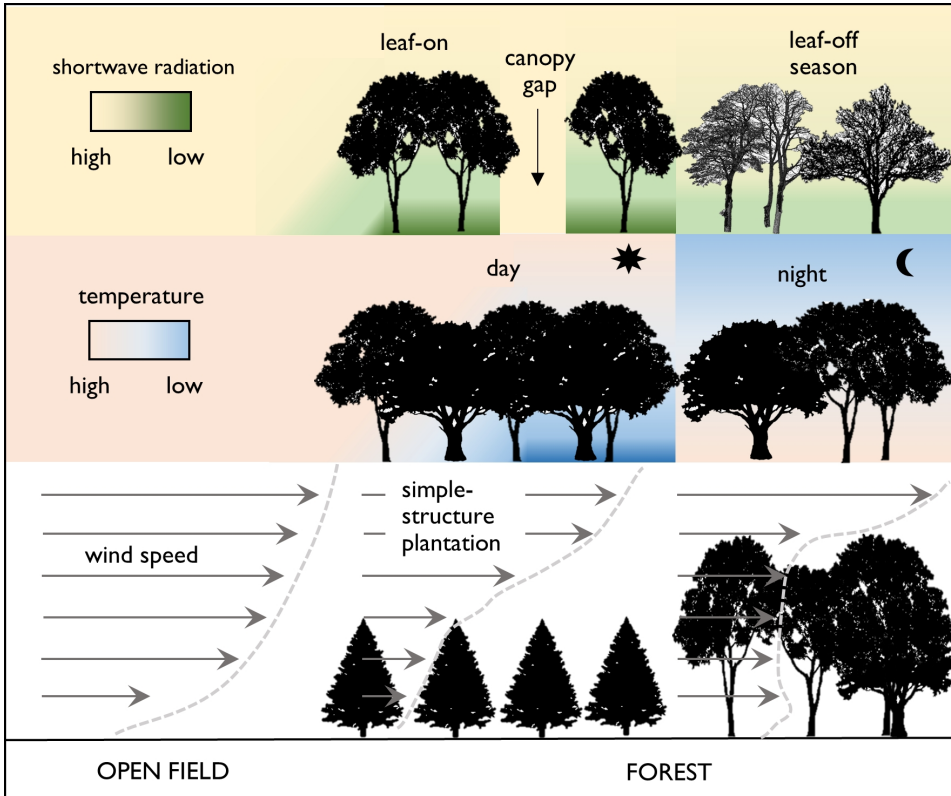 shortwave radiation
high low
leaf-on
canopy
gap
leaf-off
season
temperature
high low
day
night
wind speed
simple-
structure
plantation
OPEN FIELD
FOREST